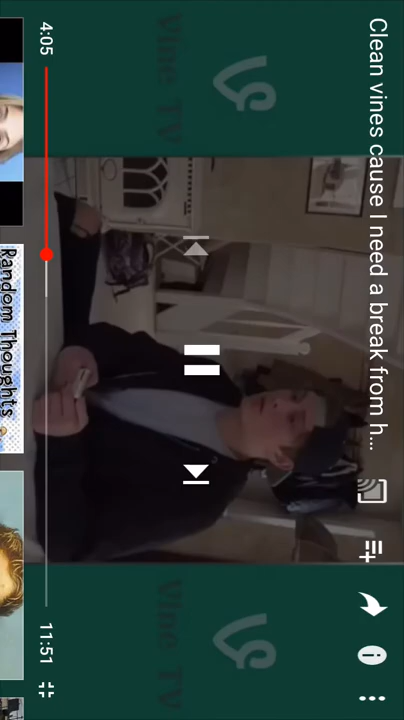 Clean vines cause I need a break from h...
Vine TV
Vine TV
4:05
11:51
Random Thoughts